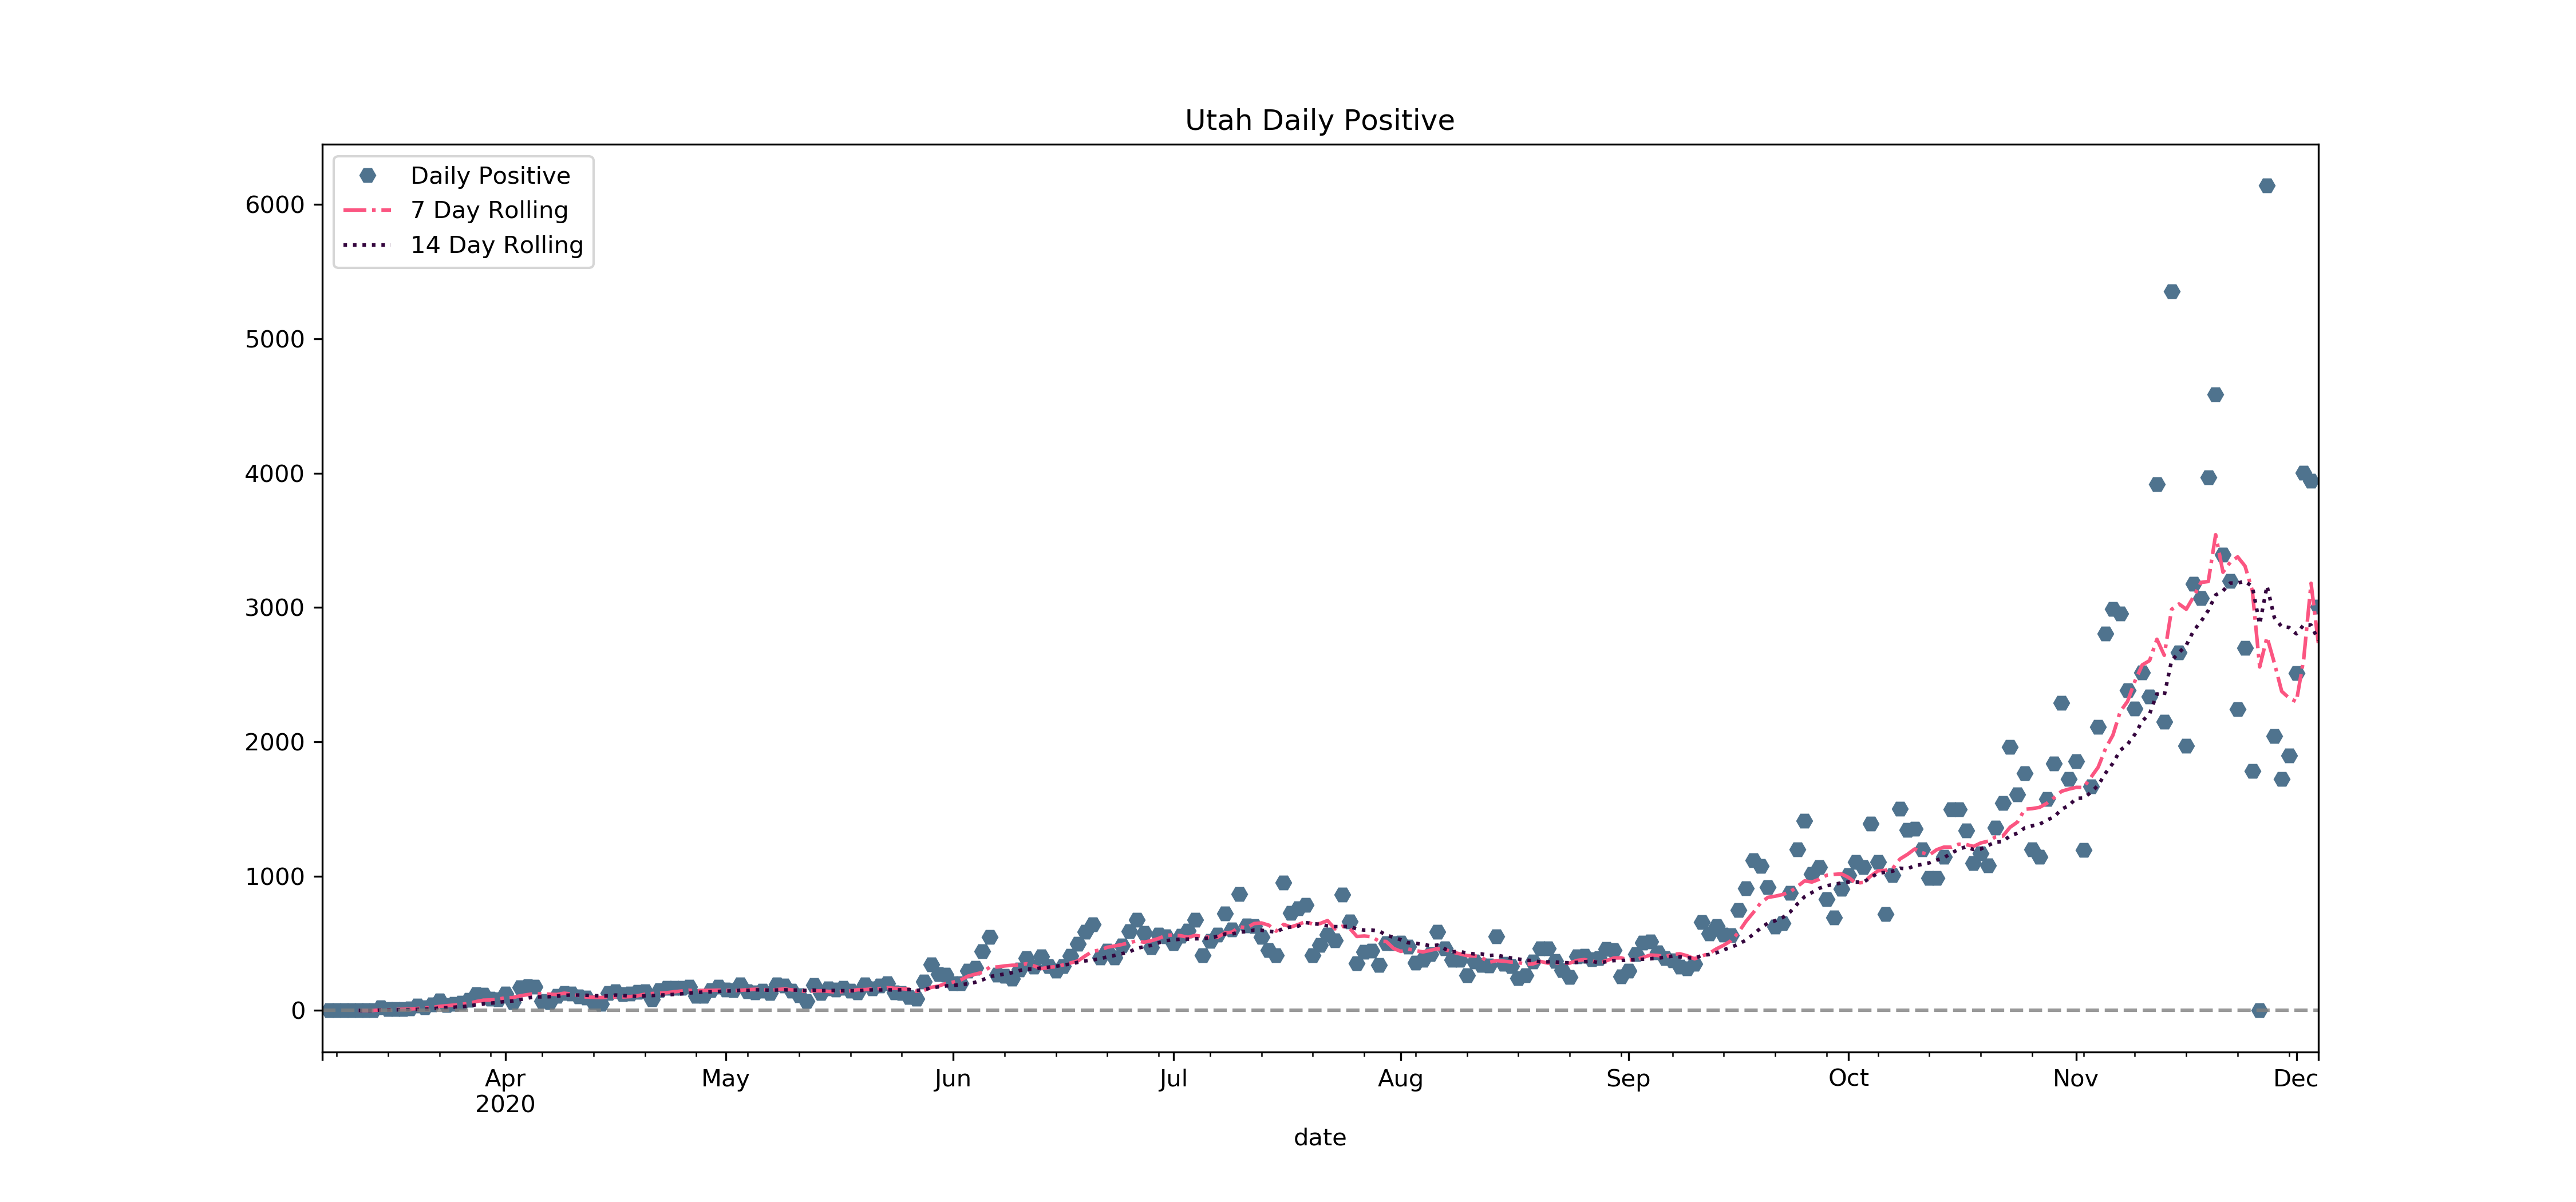 Utah Daily Positive
Daily Positive
7 Day Rolling
14 Day Rolling
6000
5000
4000
3000
2000
1000
0
Apr May Jun Jul Aug Sep Oct Nov Dec
2020
date